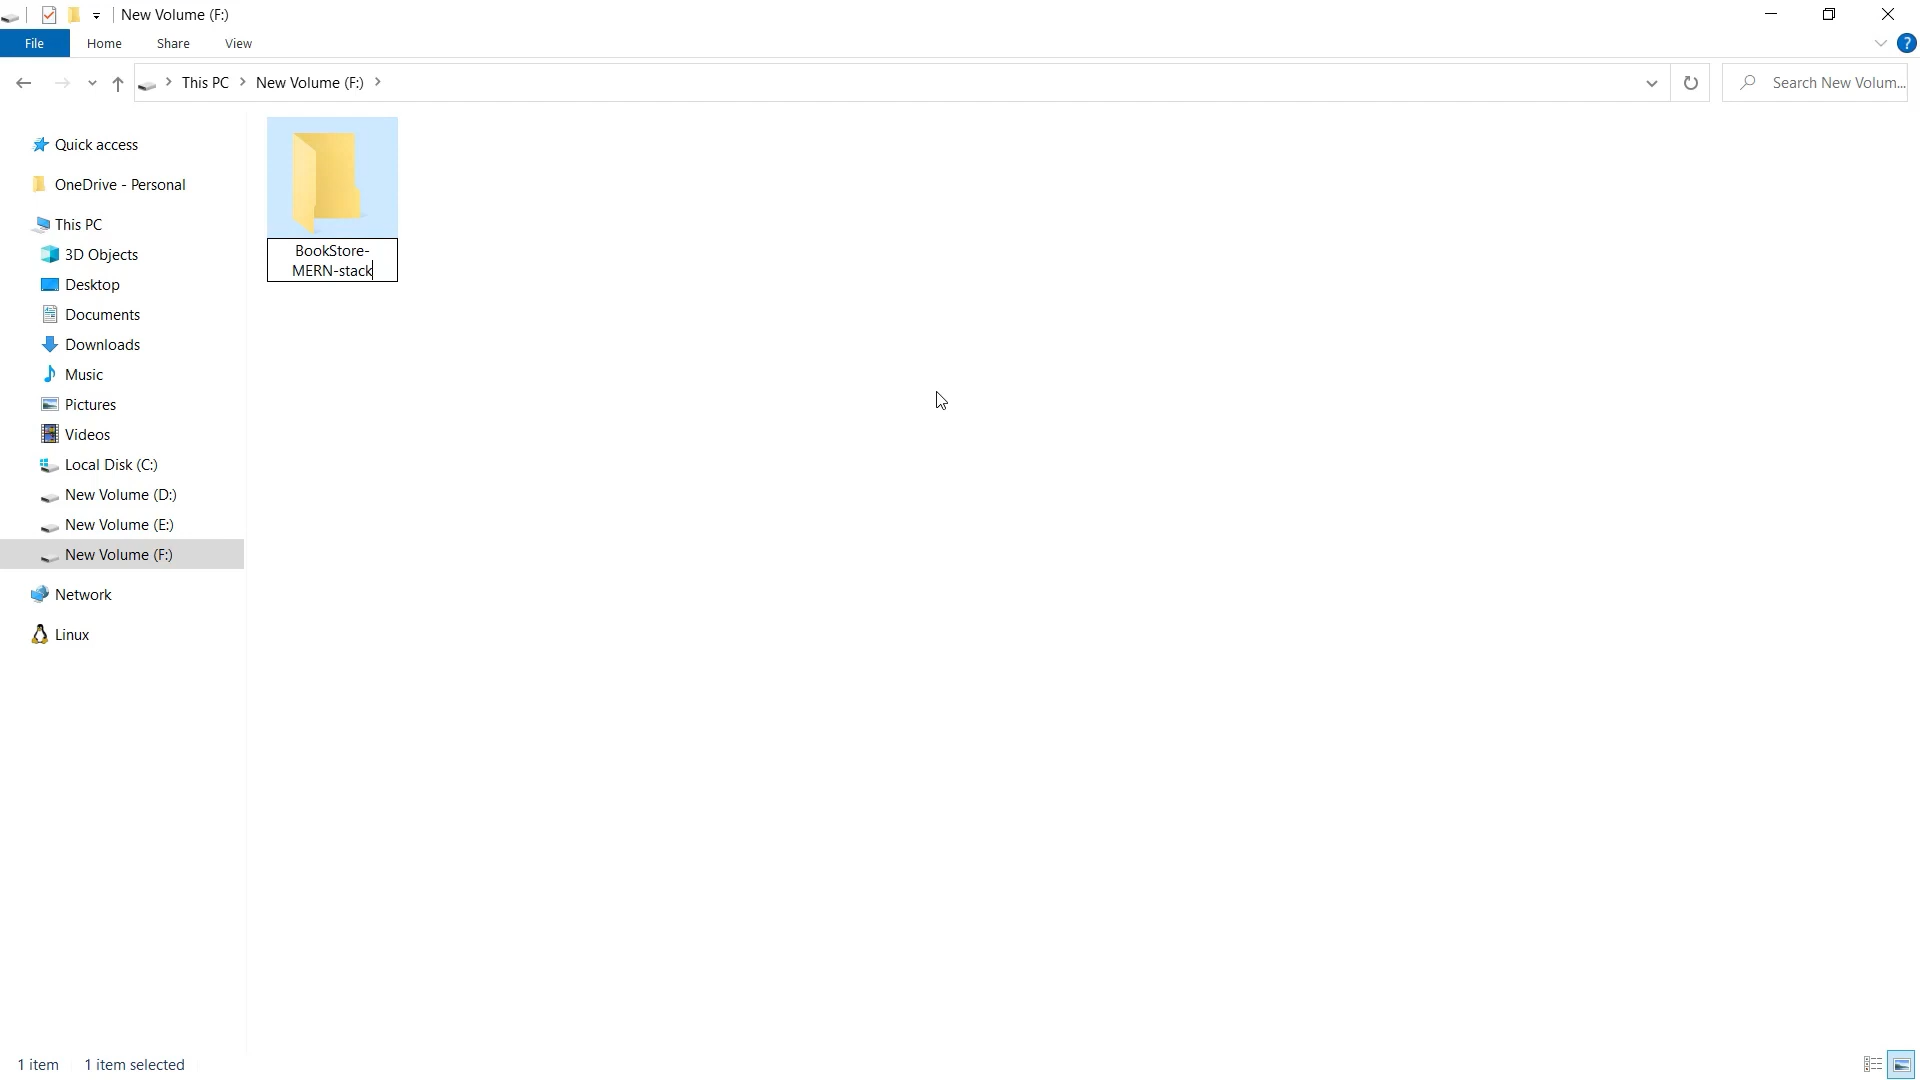 New Volume (F:)
File Home Share View
?
This PC New Volume (F:)
Search New Volum...
Quick access
OneDrive - Personal
This PC
3D Objects
Desktop
Documents
Downloads
Music
Pictures
Videos
Local Disk (C:)
New Volume (D:)
New Volume (E:)
New Volume (F:)
Network
Linux
BookStore-
MERN-stack
1 item 1 item selected